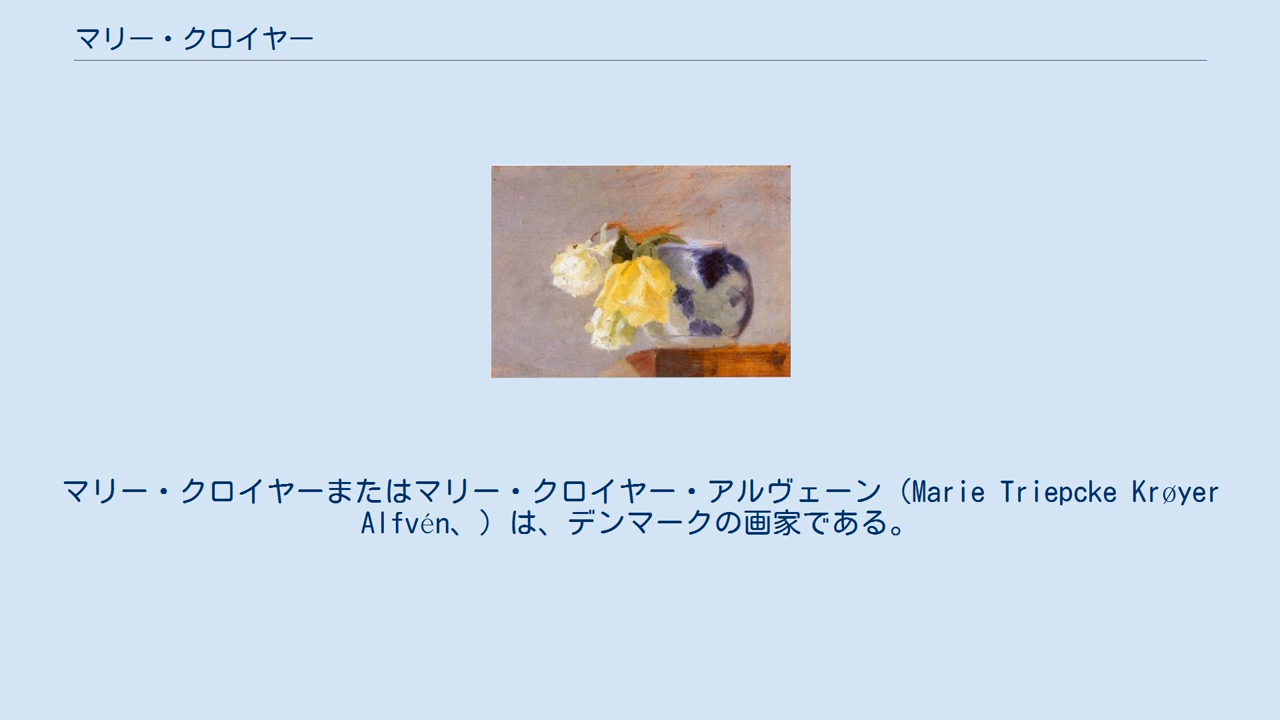 マリー・クロイヤー
マリー・クロイヤーまたはマリー・クロイヤー・アルヴェーン（Marie Triepcke Krøyer
Alfvén、）は、デンマークの画家である。